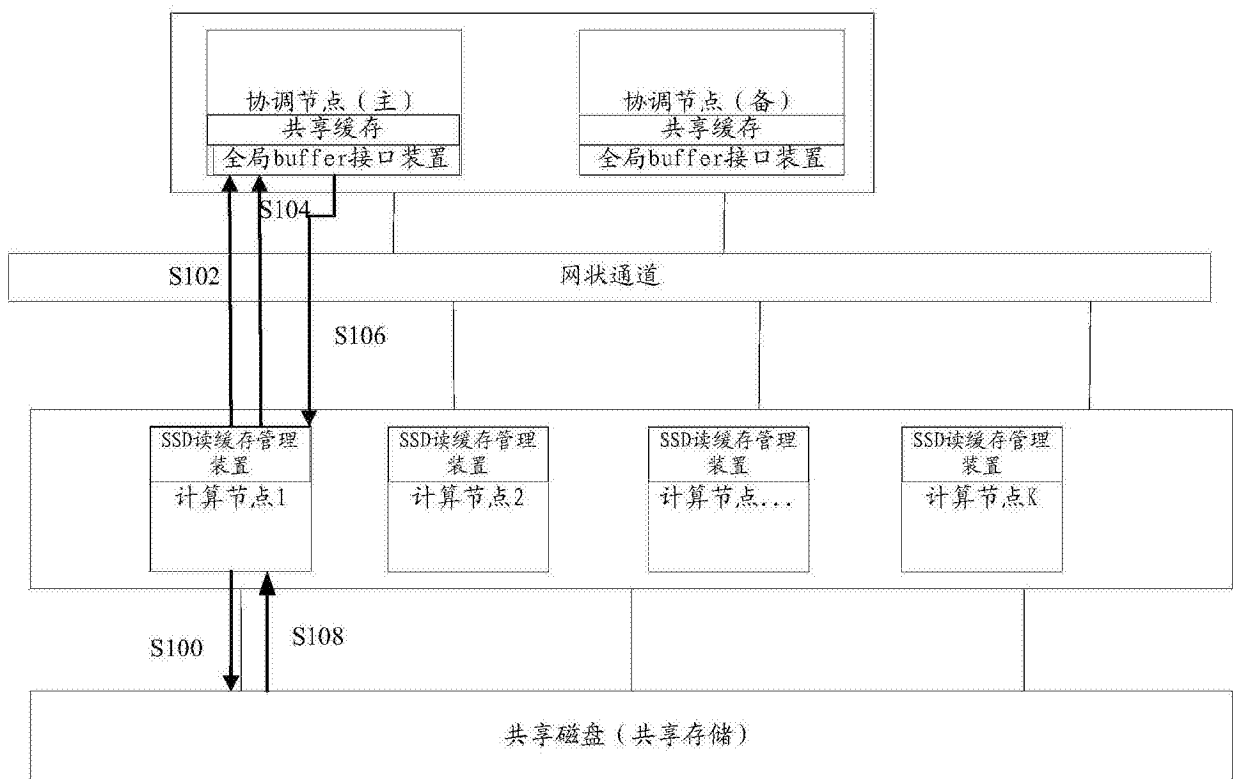 协调节点（主）
共享缓存
全局buffer接口装置
协调节点（备）
共享缓存
全局buffer接口装置
S104
S102
网状通道
S106
SSD读缓存管理
装置
计算节点1
SSD读缓存管理
装置
计算节点2
SSD读缓存管理
装置
计算节点...
SSD读缓存管理
装置
计算节点K
S100
S108
共享磁盘（共享存储）